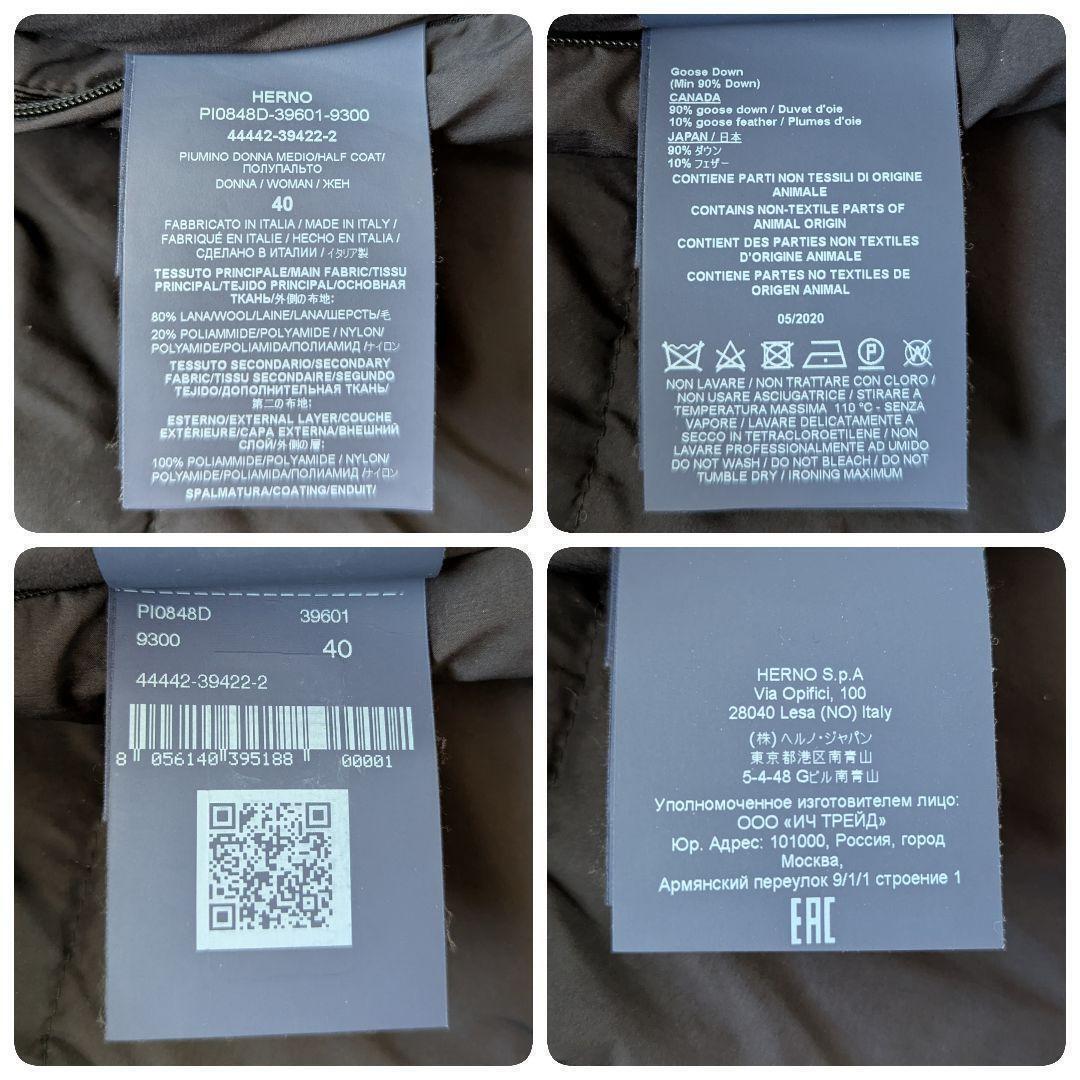 HERNO
PI0848D-39601-9300
44442-39422-2
PIUMINO DONNA MEDIO/HALF COAT/
ПОЛУПАЛЬТО
DONNA / WOMAN / ЖЕН
40
FABBRICATO IN ITALIA / MADE IN ITALY /
FABRIQUÉ EN ITALIE / HECHO EN ITALIA /
СДЕЛАНО В ИТАЛИИ / イタリア製
TESSUTO PRINCIPALE/MAIN FABRIC/TISSU
PRINCIPAL/TEJIDO PRINCIPAL/ОСНОВНАЯ
ТКАНЬ/外側の布地:
80% LANA/WOOL/LAINE/LANA/ШЕРСТЬ/毛
20% POLIAMMIDE/POLYAMIDE / NYLON/
POLYAMIDE/POLIAMIDA/ПОЛИАМИД /ナイロン
TESSUTO SECONDARIO/SECONDARY
FABRIC/TISSU SECONDAIRE/SEGUNDO
TEJIDO/ДОПОЛНИТЕЛЬНАЯ ТКАНЬ/
第二の布地:
ESTERNO/EXTERNAL LAYER/COUCHE
EXTÉRIEURE/CAPA EXTERNA/ВНЕШНИЙ
СЛОЙ/外側の層:
100% POLIAMMIDE/POLYAMIDE / NYLON/
POLYAMIDE/POLIAMIDA/ПОЛИАМИД /ナイロン
SPALMATURA/COATING/ENDUIT/
Goose Down
(Min 90% Down)
CANADA
90% goose down / Duvet d'oie
10% goose feather / Plumes d'oie
JAPAN / 日本
90% ダウン
10% フェザー
CONTIENE PARTI NON TESSILI DI ORIGINE
ANIMALE
CONTAINS NON-TEXTILE PARTS OF
ANIMAL ORIGIN
CONTIENT DES PARTIES NON TEXTILES
D'ORIGINE ANIMALE
CONTIENE PARTES NO TEXTILES DE
ORIGEN ANIMAL
05/2020
P W
NON LAVARE / NON TRATTARE CON CLORO /
NON USARE ASCIUGATRICE / STIRARE A
TEMPERATURA MASSIMA 110 °C - SENZA
VAPORE / LAVARE DELICATAMENTE A
SECCO IN TETRACLOROETILENE / NON
LAVARE PROFESSIONALMENTE AD UMIDO
DO NOT WASH / DO NOT BLEACH / DO NOT
TUMBLE DRY / IRONING MAXIMUM
PI0848D 39601
9300 40
44442-39422-2
8 056140 395188 00001
HERNO S.p.A
Via Opifici, 100
28040 Lesa (NO) Italy
(株) ヘルノ・ジャパン
東京都港区南青山
5-4-48 Gビル南青山
Уполномоченное изготовителем лицо:
ООО «ИЧ ТРЕЙД»
Юр. Адрес: 101000, Россия, город
Москва,
Армянский переулок 9/1/1 строение 1
EAC